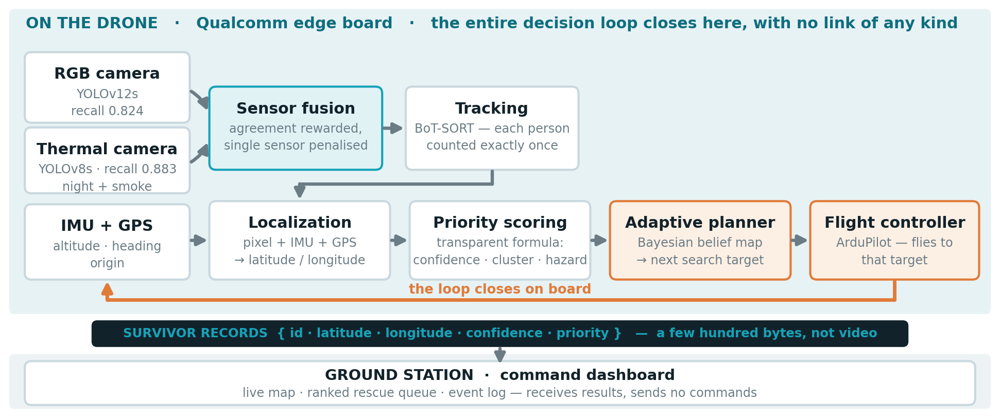 ON THE DRONE · Qualcomm edge board · the entire decision loop closes here, with no link of any kind
RGB camera
YOLOv12s
recall 0.824
Thermal camera
YOLOv8s · recall 0.883
night + smoke
Sensor fusion
agreement rewarded,
single sensor penalised
Tracking
BoT-SORT — each person
counted exactly once
IMU + GPS
altitude · heading
origin
Localization
pixel + IMU + GPS
→ latitude / longitude
Priority scoring
transparent formula:
confidence · cluster · hazard
Adaptive planner
Bayesian belief map
→ next search target
Flight controller
ArduPilot — flies to
that target
the loop closes on board
SURVIVOR RECORDS { id · latitude · longitude · confidence · priority } — a few hundred bytes, not video
GROUND STATION · command dashboard
live map · ranked rescue queue · event log — receives results, sends no commands